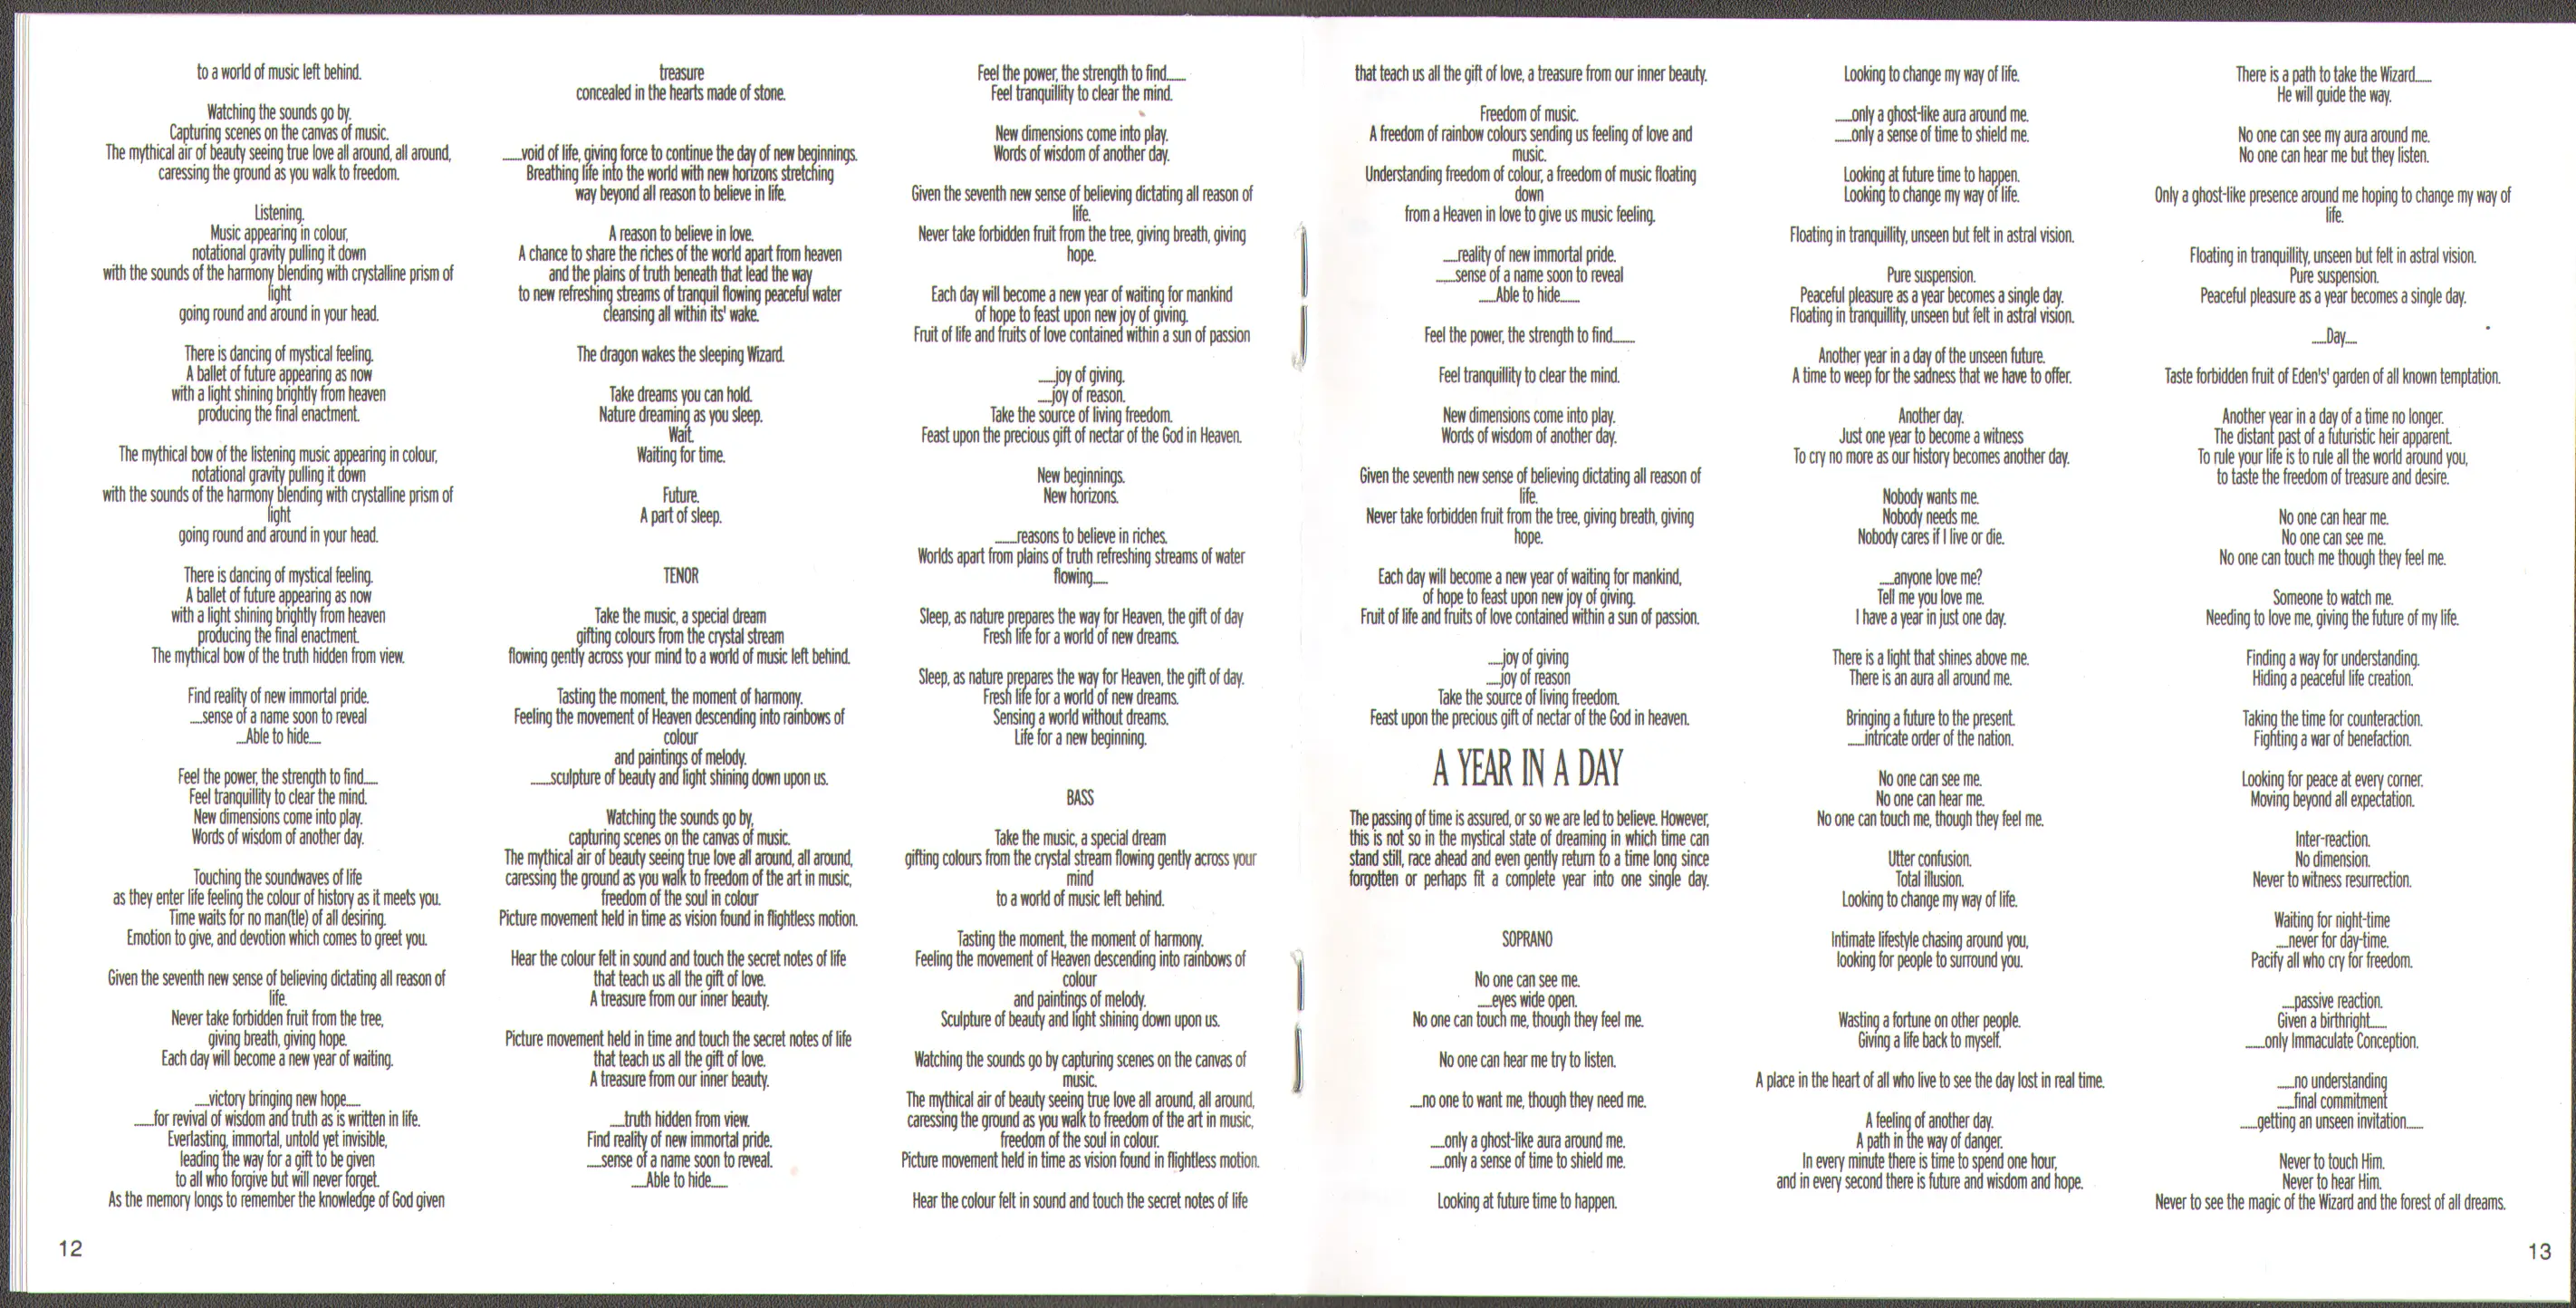 to a world of music left behind.
Watching the sounds go by.
Capturing scenes on the canvas of music.
The mythical air of beauty seeing true love all around, all around,
caressing the ground as you walk to freedom.
Listening.
Music appearing in colour,
notational gravity pulling it down
with the sounds of the harmony blending with crystalline prism of
light
going round and around in your head.
There is dancing of mystical feeling.
A ballet of future appearing as now
with a light shining brightly from heaven
producing the final enactment.
The mythical bow of the listening music appearing in colour,
notational gravity pulling it down
with the sounds of the harmony blending with crystalline prism of
light
going round and around in your head.
There is dancing of mystical feeling.
A ballet of future appearing as now
with a light shining brightly from heaven
producing the final enactment.
The mythical bow of the truth hidden from view.
Find reality of new immortal pride.
.....sense of a name soon to reveal
.....Able to hide.....
Feel the power, the strength to find......
Feel tranquillity to clear the mind.
New dimensions come into play.
Words of wisdom of another day.
Touching the soundwaves of life
as they enter life feeling the colour of history as it meets you.
Time waits for no man(tle) of all desiring.
Emotion to give, and devotion which comes to greet you.
Given the seventh new sense of believing dictating all reason of
life.
Never take forbidden fruit from the tree,
giving breath, giving hope.
Each day will become a new year of waiting.
......victory bringing new hope......
........for revival of wisdom and truth as is written in life.
Everlasting, immortal, untold yet invisible,
leading the way for a gift to be given
to all who forgive but will never forget.
As the memory longs to remember the knowledge of God given
12
treasure
concealed in the hearts made of stone.
........void of life, giving force to continue the day of new beginnings.
Breathing life into the world with new horizons stretching
way beyond all reason to believe in life.
A reason to believe in love.
A chance to share the riches of the world apart from heaven
and the plains of truth beneath that lead the way
to new refreshing streams of tranquil flowing peaceful water
cleansing all within its' wake.
The dragon wakes the sleeping Wizard.
Take dreams you can hold.
Nature dreaming as you sleep.
Wait.
Waiting for time.
Future.
A part of sleep.
TENOR
Take the music, a special dream
gifting colours from the crystal stream
flowing gently across your mind to a world of music left behind.
Tasting the moment, the moment of harmony.
Feeling the movement of Heaven descending into rainbows of
colour
and paintings of melody.
........sculpture of beauty and light shining down upon us.
Watching the sounds go by,
capturing scenes on the canvas of music.
The mythical air of beauty seeing true love all around, all around,
caressing the ground as you walk to freedom of the art in music,
freedom of the soul in colour
Picture movement held in time as vision found in flightless motion.
Hear the colour felt in sound and touch the secret notes of life
that teach us all the gift of love.
A treasure from our inner beauty.
Picture movement held in time and touch the secret notes of life
that teach us all the gift of love.
A treasure from our inner beauty.
......truth hidden from view.
Find reality of new immortal pride.
......sense of a name soon to reveal.
......Able to hide.......
Feel the power, the strength to find........
Feel tranquillity to clear the mind.
New dimensions come into play.
Words of wisdom of another day.
Given the seventh new sense of believing dictating all reason of
life.
Never take forbidden fruit from the tree, giving breath, giving
hope.
Each day will become a new year of waiting for mankind
of hope to feast upon new joy of giving.
Fruit of life and fruits of love contained within a sun of passion
......joy of giving.
......joy of reason.
Take the source of living freedom.
Feast upon the precious gift of nectar of the God in Heaven.
New beginnings.
New horizons.
.........reasons to believe in riches.
Worlds apart from plains of truth refreshing streams of water
flowing......
Sleep, as nature prepares the way for Heaven, the gift of day
Fresh life for a world of new dreams.
Sleep, as nature prepares the way for Heaven, the gift of day.
Fresh life for a world of new dreams.
Sensing a world without dreams.
Life for a new beginning.
BASS
Take the music, a special dream
gifting colours from the crystal stream flowing gently across your
mind
to a world of music left behind.
Tasting the moment, the moment of harmony.
Feeling the movement of Heaven descending into rainbows of
colour
and paintings of melody.
Sculpture of beauty and light shining down upon us.
Watching the sounds go by capturing scenes on the canvas of
music.
The mythical air of beauty seeing true love all around, all around,
caressing the ground as you walk to freedom of the art in music,
freedom of the soul in colour.
Picture movement held in time as vision found in flightless motion.
Hear the colour felt in sound and touch the secret notes of life
that teach us all the gift of love, a treasure from our inner beauty.
Freedom of music.
A freedom of rainbow colours sending us feeling of love and
music.
Understanding freedom of colour, a freedom of music floating
down
from a Heaven in love to give us music feeling.
......reality of new immortal pride.
........sense of a name soon to reveal
......Able to hide.......
Feel the power, the strength to find.........
Feel tranquillity to clear the mind.
New dimensions come into play.
Words of wisdom of another day.
Given the seventh new sense of believing dictating all reason of
life.
Never take forbidden fruit from the tree, giving breath, giving
hope.
Each day will become a new year of waiting for mankind,
of hope to feast upon new joy of giving.
Fruit of life and fruits of love contained within a sun of passion.
......joy of giving
......joy of reason
Take the source of living freedom.
Feast upon the precious gift of nectar of the God in heaven.
A YEAR IN A DAY
The passing of time is assured, or so we are led to believe. However,
this is not so in the mystical state of dreaming in which time can
stand still, race ahead and even gently return to a time long since
forgotten or perhaps fit a complete year into one single day.
SOPRANO
No one can see me.
......eyes wide open.
No one can touch me, though they feel me.
No one can hear me try to listen.
.....no one to want me, though they need me.
......only a ghost-like aura around me.
......only a sense of time to shield me.
Looking at future time to happen.
Looking to change my way of life.
.......only a ghost-like aura around me.
.......only a sense of time to shield me.
Looking at future time to happen.
Looking to change my way of life.
Floating in tranquillity, unseen but felt in astral vision.
Pure suspension.
Peaceful pleasure as a year becomes a single day.
Floating in tranquillity, unseen but felt in astral vision.
Another year in a day of the unseen future.
A time to weep for the sadness that we have to offer.
Another day.
Just one year to become a witness
To cry no more as our history becomes another day.
Nobody wants me.
Nobody needs me.
Nobody cares if I live or die.
......anyone love me?
Tell me you love me.
I have a year in just one day.
There is a light that shines above me.
There is an aura all around me.
Bringing a future to the present.
.......intricate order of the nation.
No one can see me.
No one can hear me.
No one can touch me, though they feel me.
Utter confusion.
Total illusion.
Looking to change my way of life.
Intimate lifestyle chasing around you,
looking for people to surround you.
Wasting a fortune on other people.
Giving a life back to myself.
A place in the heart of all who live to see the day lost in real time.
A feeling of another day.
A path in the way of danger.
In every minute there is time to spend one hour,
and in every second there is future and wisdom and hope.
There is a path to take the Wizard.......
He will guide the way.
No one can see my aura around me.
No one can hear me but they listen.
Only a ghost-like presence around me hoping to change my way of
life.
Floating in tranquillity, unseen but felt in astral vision.
Pure suspension.
Peaceful pleasure as a year becomes a single day.
......Day.....
Taste forbidden fruit of Eden's' garden of all known temptation.
Another year in a day of a time no longer.
The distant past of a futuristic heir apparent.
To rule your life is to rule all the world around you,
to taste the freedom of treasure and desire.
No one can hear me.
No one can see me.
No one can touch me though they feel me.
Someone to watch me.
Needing to love me, giving the future of my life.
Finding a way for understanding.
Hiding a peaceful life creation.
Taking the time for counteraction.
Fighting a war of benefaction.
Looking for peace at every corner.
Moving beyond all expectation.
Inter-reaction.
No dimension.
Never to witness resurrection.
Waiting for night-time
.....never for day-time.
Pacify all who cry for freedom.
.....passive reaction.
Given a birthright.......
........only Immaculate Conception.
.......no understanding
.......final commitment
.......getting an unseen invitation.......
Never to touch Him.
Never to hear Him.
Never to see the magic of the Wizard and the forest of all dreams.
13